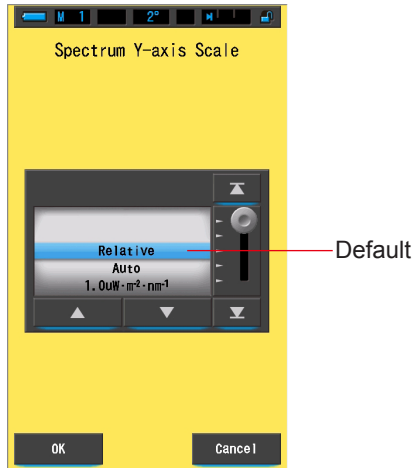 M 1 2°
Spectrum Y-axis Scale
Relative
Default
Auto
1.0uW·m⁻²·nm⁻¹
OK Cancel